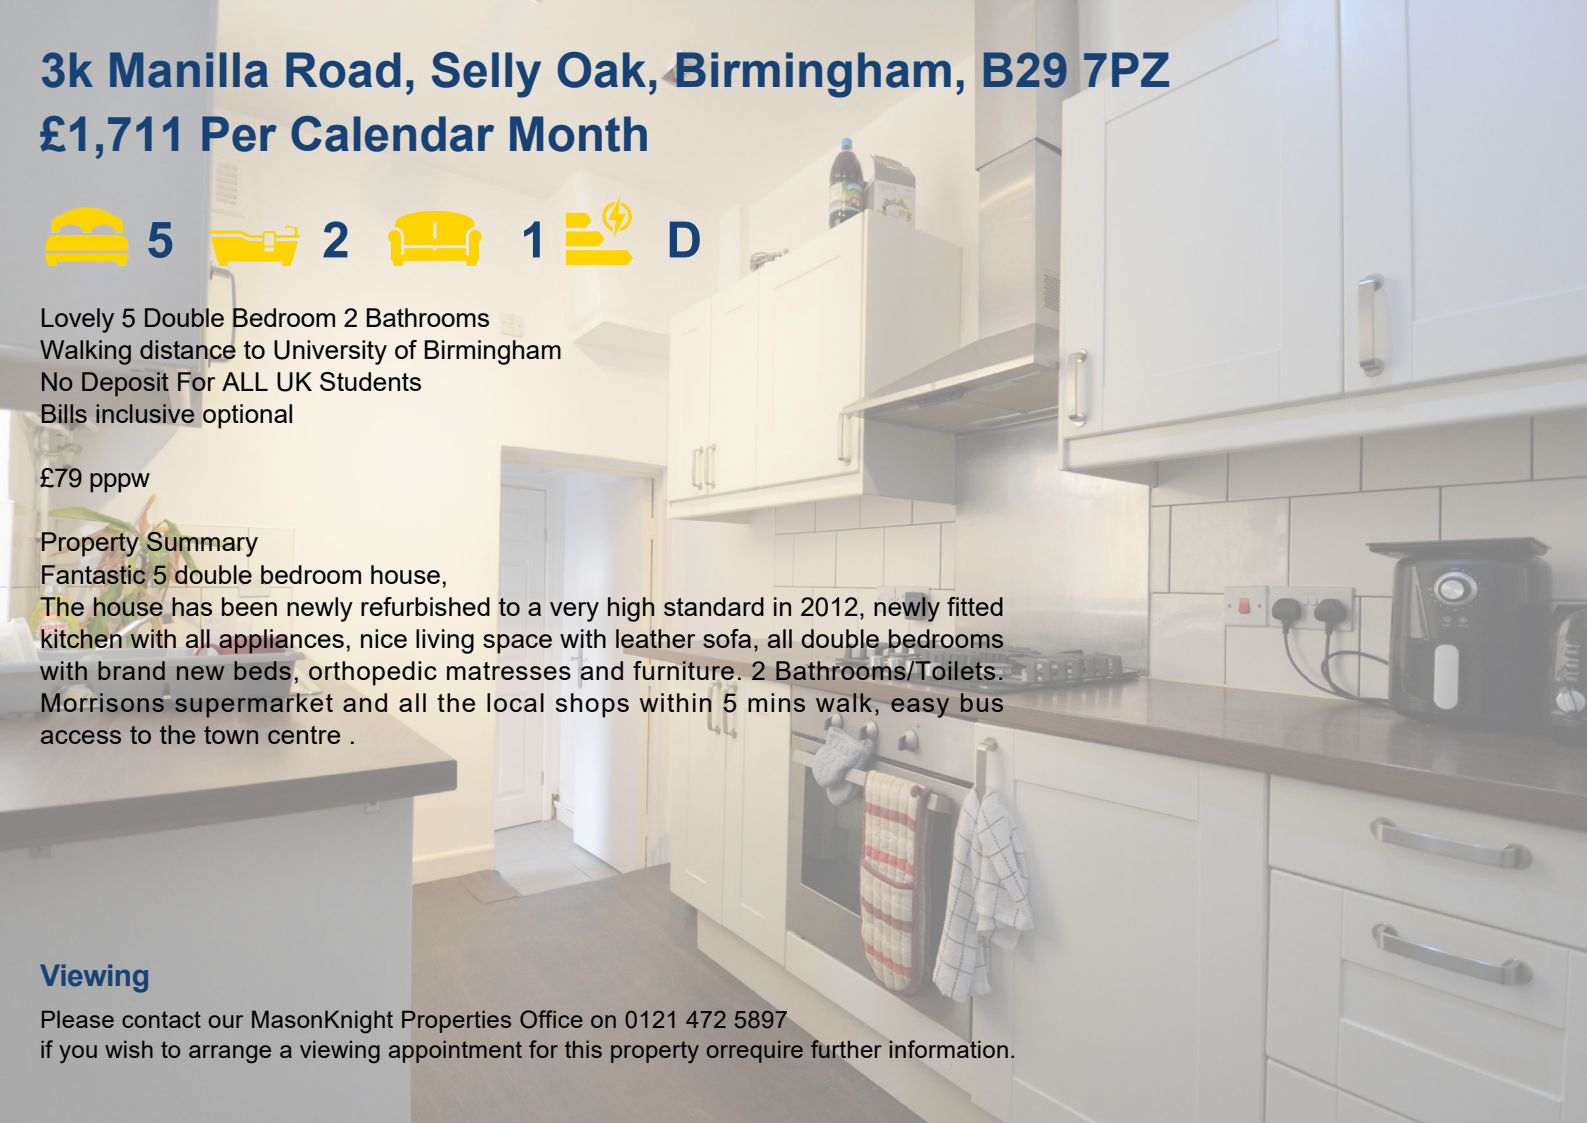 3k Manilla Road, Selly Oak, Birmingham, B29 7PZ
£1,711 Per Calendar Month
5 2 1 D
Lovely 5 Double Bedroom 2 Bathrooms
Walking distance to University of Birmingham
No Deposit For ALL UK Students
Bills inclusive optional
£79 pppw
Property Summary
Fantastic 5 double bedroom house,
The house has been newly refurbished to a very high standard in 2012, newly fitted
kitchen with all appliances, nice living space with leather sofa, all double bedrooms
with brand new beds, orthopedic matresses and furniture. 2 Bathrooms/Toilets.
Morrisons supermarket and all the local shops within 5 mins walk, easy bus
access to the town centre .
Viewing
Please contact our MasonKnight Properties Office on 0121 472 5897
if you wish to arrange a viewing appointment for this property orrequire further information.